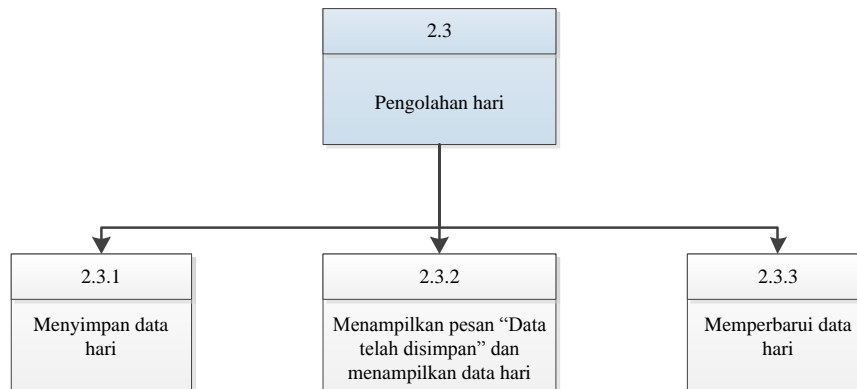 2.3
Pengolahan hari
2.3.1
Menyimpan data
hari
2.3.2
Menampilkan pesan “Data
telah disimpan” dan
menampilkan data hari
2.3.3
Memperbarui data
hari